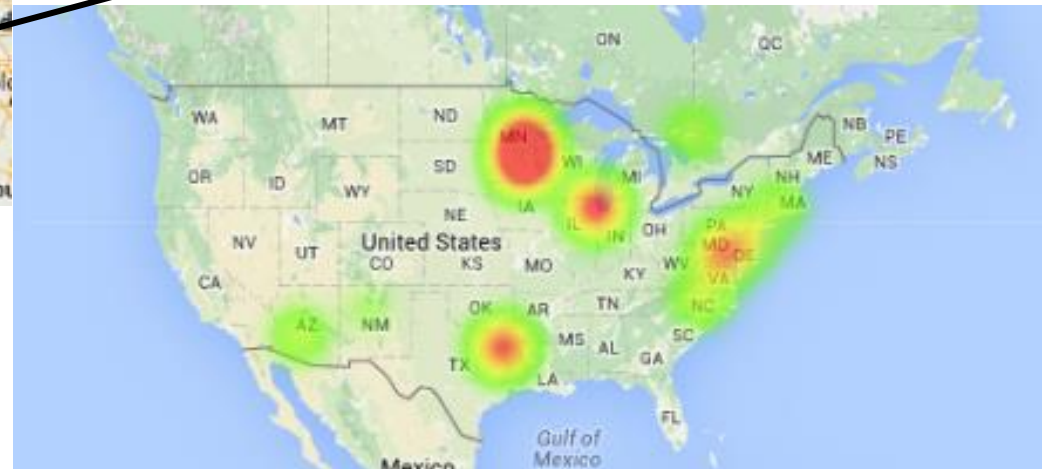 ON
QC
WA
MT
ND
MN
NB
PE
OR
ID
SD
WI
MI
ME
NS
WY
NY
NH
MA
NE
IA
IL
IN
OH
PA
MD
DE
NV
UT
United States
CO
KS
MO
KY
WV
VA
CA
AZ
NM
OK
AR
TN
NC
TX
MS
AL
GA
SC
LA
FL
Gulf of
Mexico
Mexico